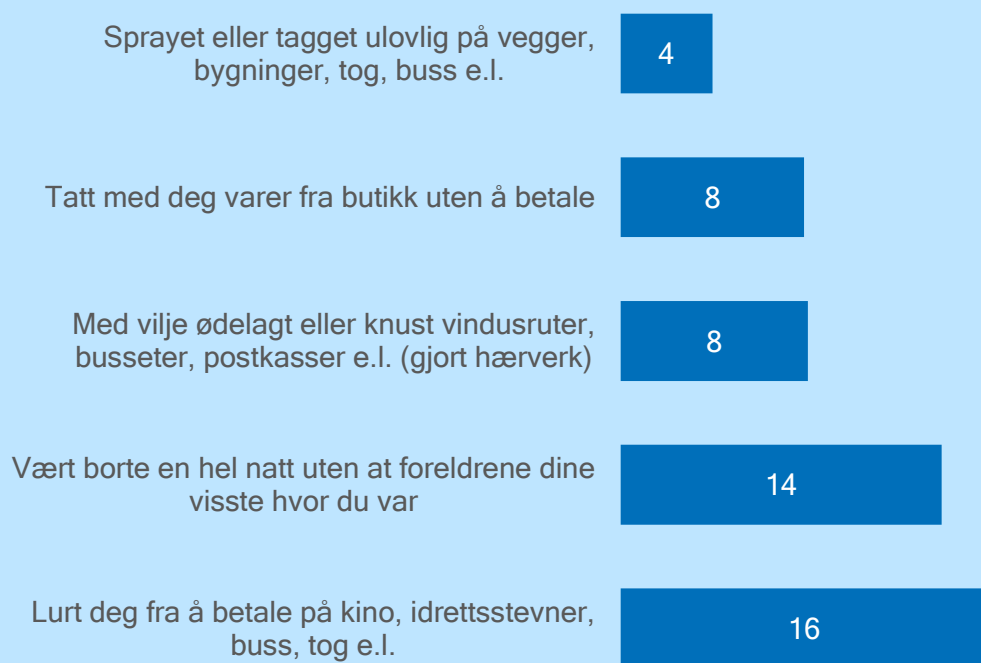 Sprayet eller tagget ulovlig på vegger,
bygninger, tog, buss e.l.
4
Tatt med deg varer fra butikk uten å betale
8
Med vilje ødelagt eller knust vindusruter,
busseter, postkasser e.l. (gjort hærverk)
8
Vært borte en hel natt uten at foreldrene dine
visste hvor du var
14
Lurt deg fra å betale på kino, idrettsstevner,
buss, tog e.l.
16